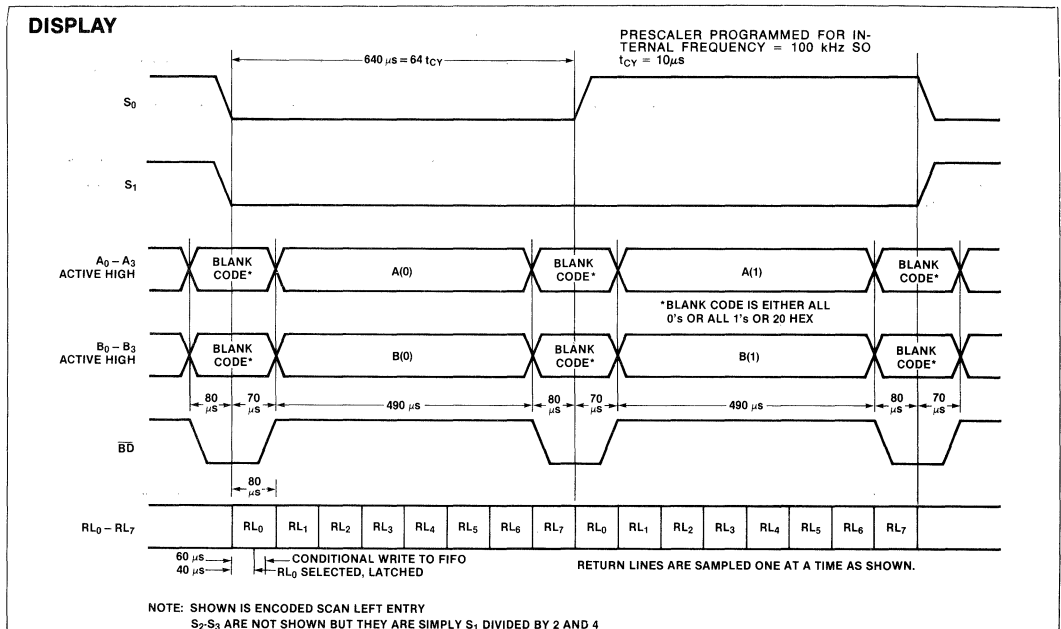 DISPLAY
PRESCALER PROGRAMMED FOR IN-
TERNAL FREQUENCY = 100 kHz SO
tCY = 10µs
640 µs = 64 tCY
S0
S1
A0 – A3
ACTIVE HIGH
BLANK
CODE*
A(0)
BLANK
CODE*
A(1)
BLANK
CODE*
*BLANK CODE IS EITHER ALL
0's OR ALL 1's OR 20 HEX
B0 – B3
ACTIVE HIGH
BLANK
CODE*
B(0)
BLANK
CODE*
B(1)
BLANK
CODE*
80 µs
70 µs
490 µs
80 µs
70 µs
490 µs
80 µs
70 µs
BD
80 µs
RL0 – RL7
RL0 RL1 RL2 RL3 RL4 RL5 RL6 RL7 RL0 RL1 RL2 RL3 RL4 RL5 RL6 RL7
60 µs
CONDITIONAL WRITE TO FIFO
40 µs
RL0 SELECTED, LATCHED
RETURN LINES ARE SAMPLED ONE AT A TIME AS SHOWN.
NOTE: SHOWN IS ENCODED SCAN LEFT ENTRY
S2-S3 ARE NOT SHOWN BUT THEY ARE SIMPLY S1 DIVIDED BY 2 AND 4